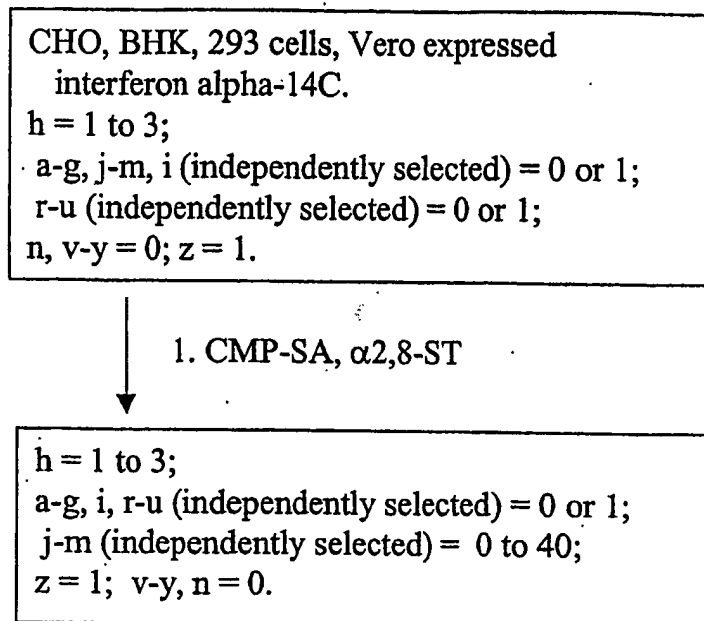 CHO, BHK, 293 cells, Vero expressed
interferon alpha-14C.
h = 1 to 3;
a-g, j-m, i (independently selected) = 0 or 1;
r-u (independently selected) = 0 or 1;
n, v-y = 0; z = 1.
1. CMP-SA, α2,8-ST
h = 1 to 3;
a-g, i, r-u (independently selected) = 0 or 1;
j-m (independently selected) = 0 to 40;
z = 1; v-y, n = 0.